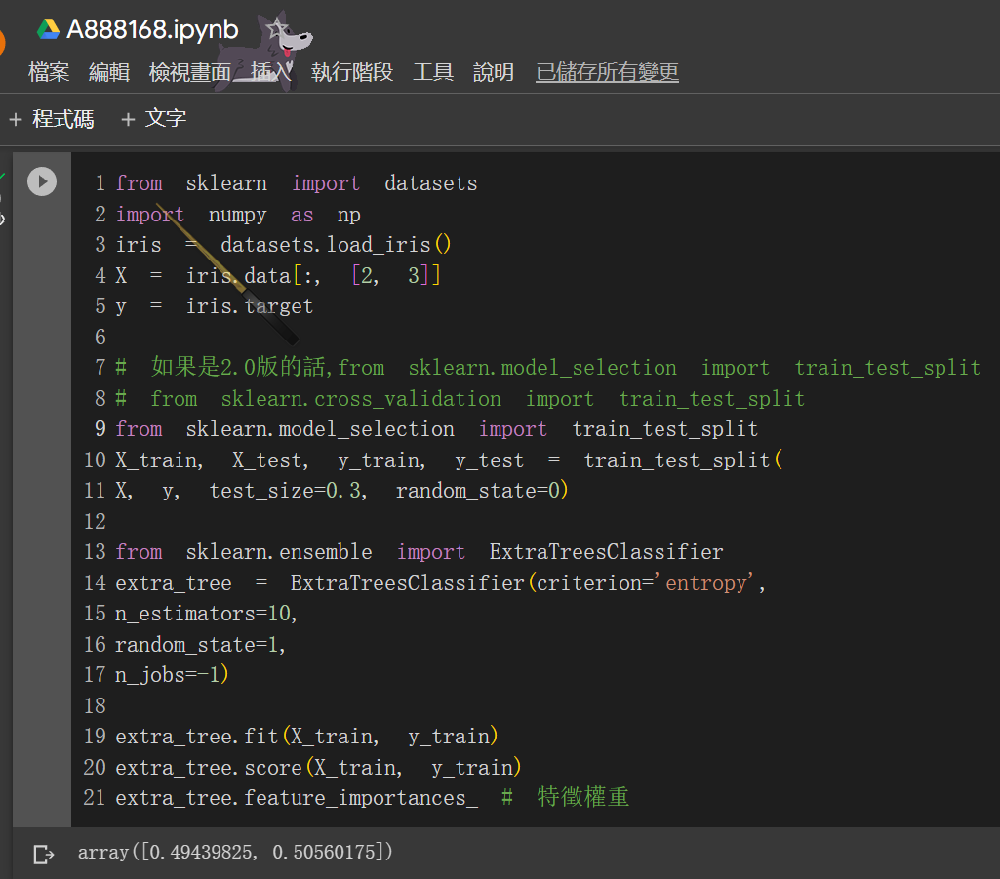 A888168.ipynb
檔案 編輯 檢視畫面 插入 執行階段 工具 說明 已儲存所有變更
+ 程式碼 + 文字
1 from sklearn import datasets
2 import numpy as np
3 iris = datasets.load_iris()
4 X = iris.data[:, [2, 3]]
5 y = iris.target
6
7 # 如果是2.0版的話,from sklearn.model_selection import train_test_split
8 # from sklearn.cross_validation import train_test_split
9 from sklearn.model_selection import train_test_split
10 X_train, X_test, y_train, y_test = train_test_split(
11 X, y, test_size=0.3, random_state=0)
12
13 from sklearn.ensemble import ExtraTreesClassifier
14 extra_tree = ExtraTreesClassifier(criterion='entropy',
15 n_estimators=10,
16 random_state=1,
17 n_jobs=-1)
18
19 extra_tree.fit(X_train, y_train)
20 extra_tree.score(X_train, y_train)
21 extra_tree.feature_importances_ # 特徵權重
array([0.49439825, 0.50560175])